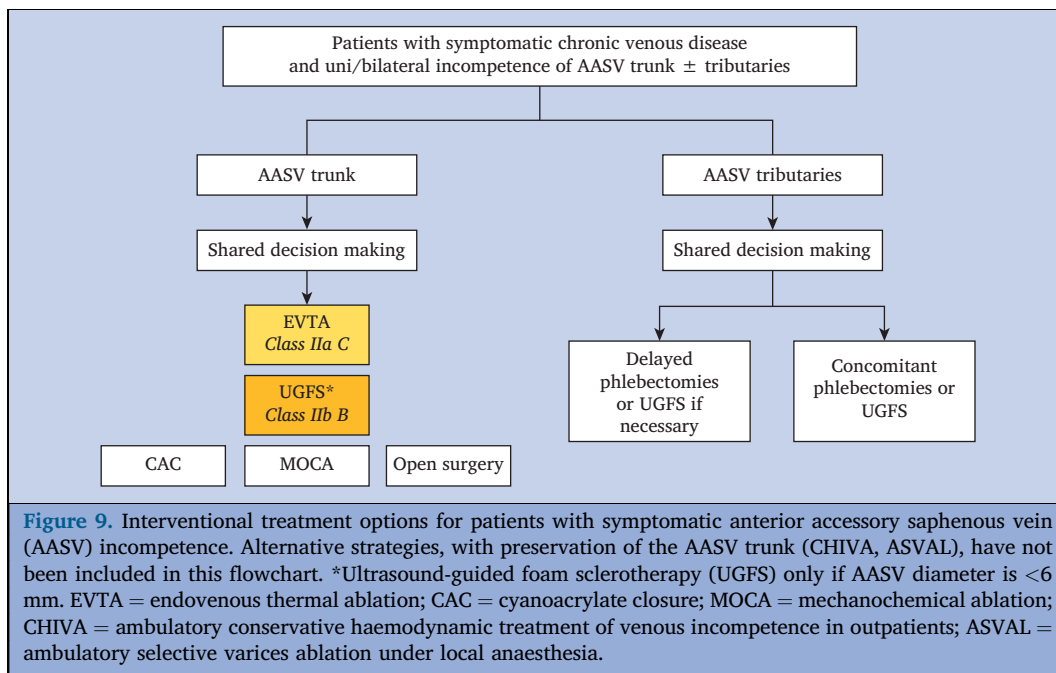 Patients with symptomatic chronic venous disease
and uni/bilateral incompetence of AASV trunk ± tributaries
AASV trunk
AASV tributaries
Shared decision making
Shared decision making
EVTA
Class IIa C
UGFS*
Class IIb B
CAC
MOCA
Open surgery
Delayed
phlebectomies
or UGFS if
necessary
Concomitant
phlebectomies or
UGFS
Figure 9. Interventional treatment options for patients with symptomatic anterior accessory saphenous vein
(AASV) incompetence. Alternative strategies, with preservation of the AASV trunk (CHIVA, ASVAL), have not
been included in this flowchart. *Ultrasound-guided foam sclerotherapy (UGFS) only if AASV diameter is <6
mm. EVTA = endovenous thermal ablation; CAC = cyanoacrylate closure; MOCA = mechanochemical ablation;
CHIVA = ambulatory conservative haemodynamic treatment of venous incompetence in outpatients; ASVAL =
ambulatory selective varices ablation under local anaesthesia.